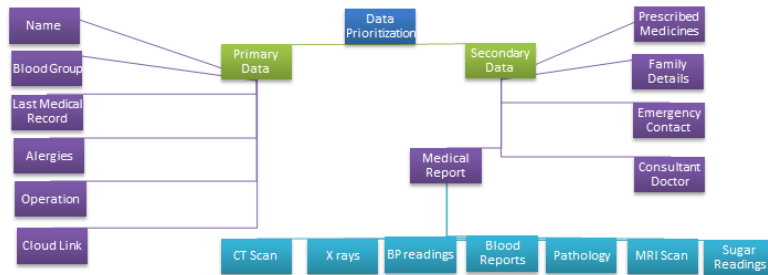 Data
Prioritization
Primary
Data
Secondary
Data
Name
Blood Group
Last Medical
Record
Alergies
Operation
Cloud Link
Prescribed
Medicines
Family
Details
Emergency
Contact
Consultant
Doctor
Medical
Report
CT Scan
X rays
BP readings
Blood
Reports
Pathology
MRI Scan
Sugar
Readings